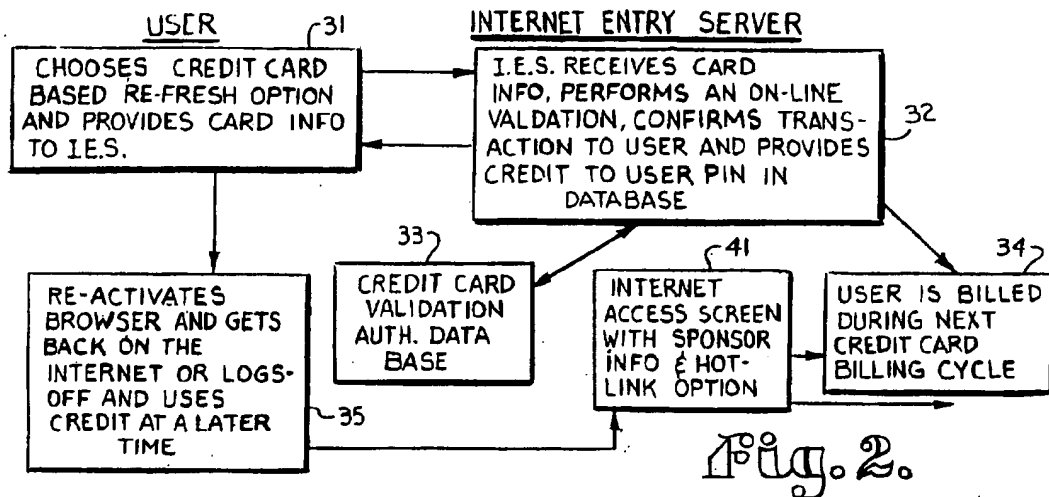 USER
INTERNET ENTRY SERVER
31
CHOOSES CREDIT CARD
BASED RE-FRESH OPTION
AND PROVIDES CARD INFO
TO I.E.S.
I.E.S. RECEIVES CARD
INFO, PERFORMS AN ON-LINE
VALDATION, CONFIRMS TRANS-
ACTION TO USER AND PROVIDES
CREDIT TO USER PIN IN
DATABASE
32
33
CREDIT CARD
VALIDATION
AUTH. DATA
BASE
41
INTERNET
ACCESS SCREEN
WITH SPONSOR
INFO & HOT-
LINK OPTION
34
USER IS BILLED
DURING NEXT
CREDIT CARD
BILLING CYCLE
RE-ACTIVATES
BROWSER AND GETS
BACK ON THE
INTERNET OR LOGS-
OFF AND USES
CREDIT AT A LATER
TIME
35
Fig. 2.